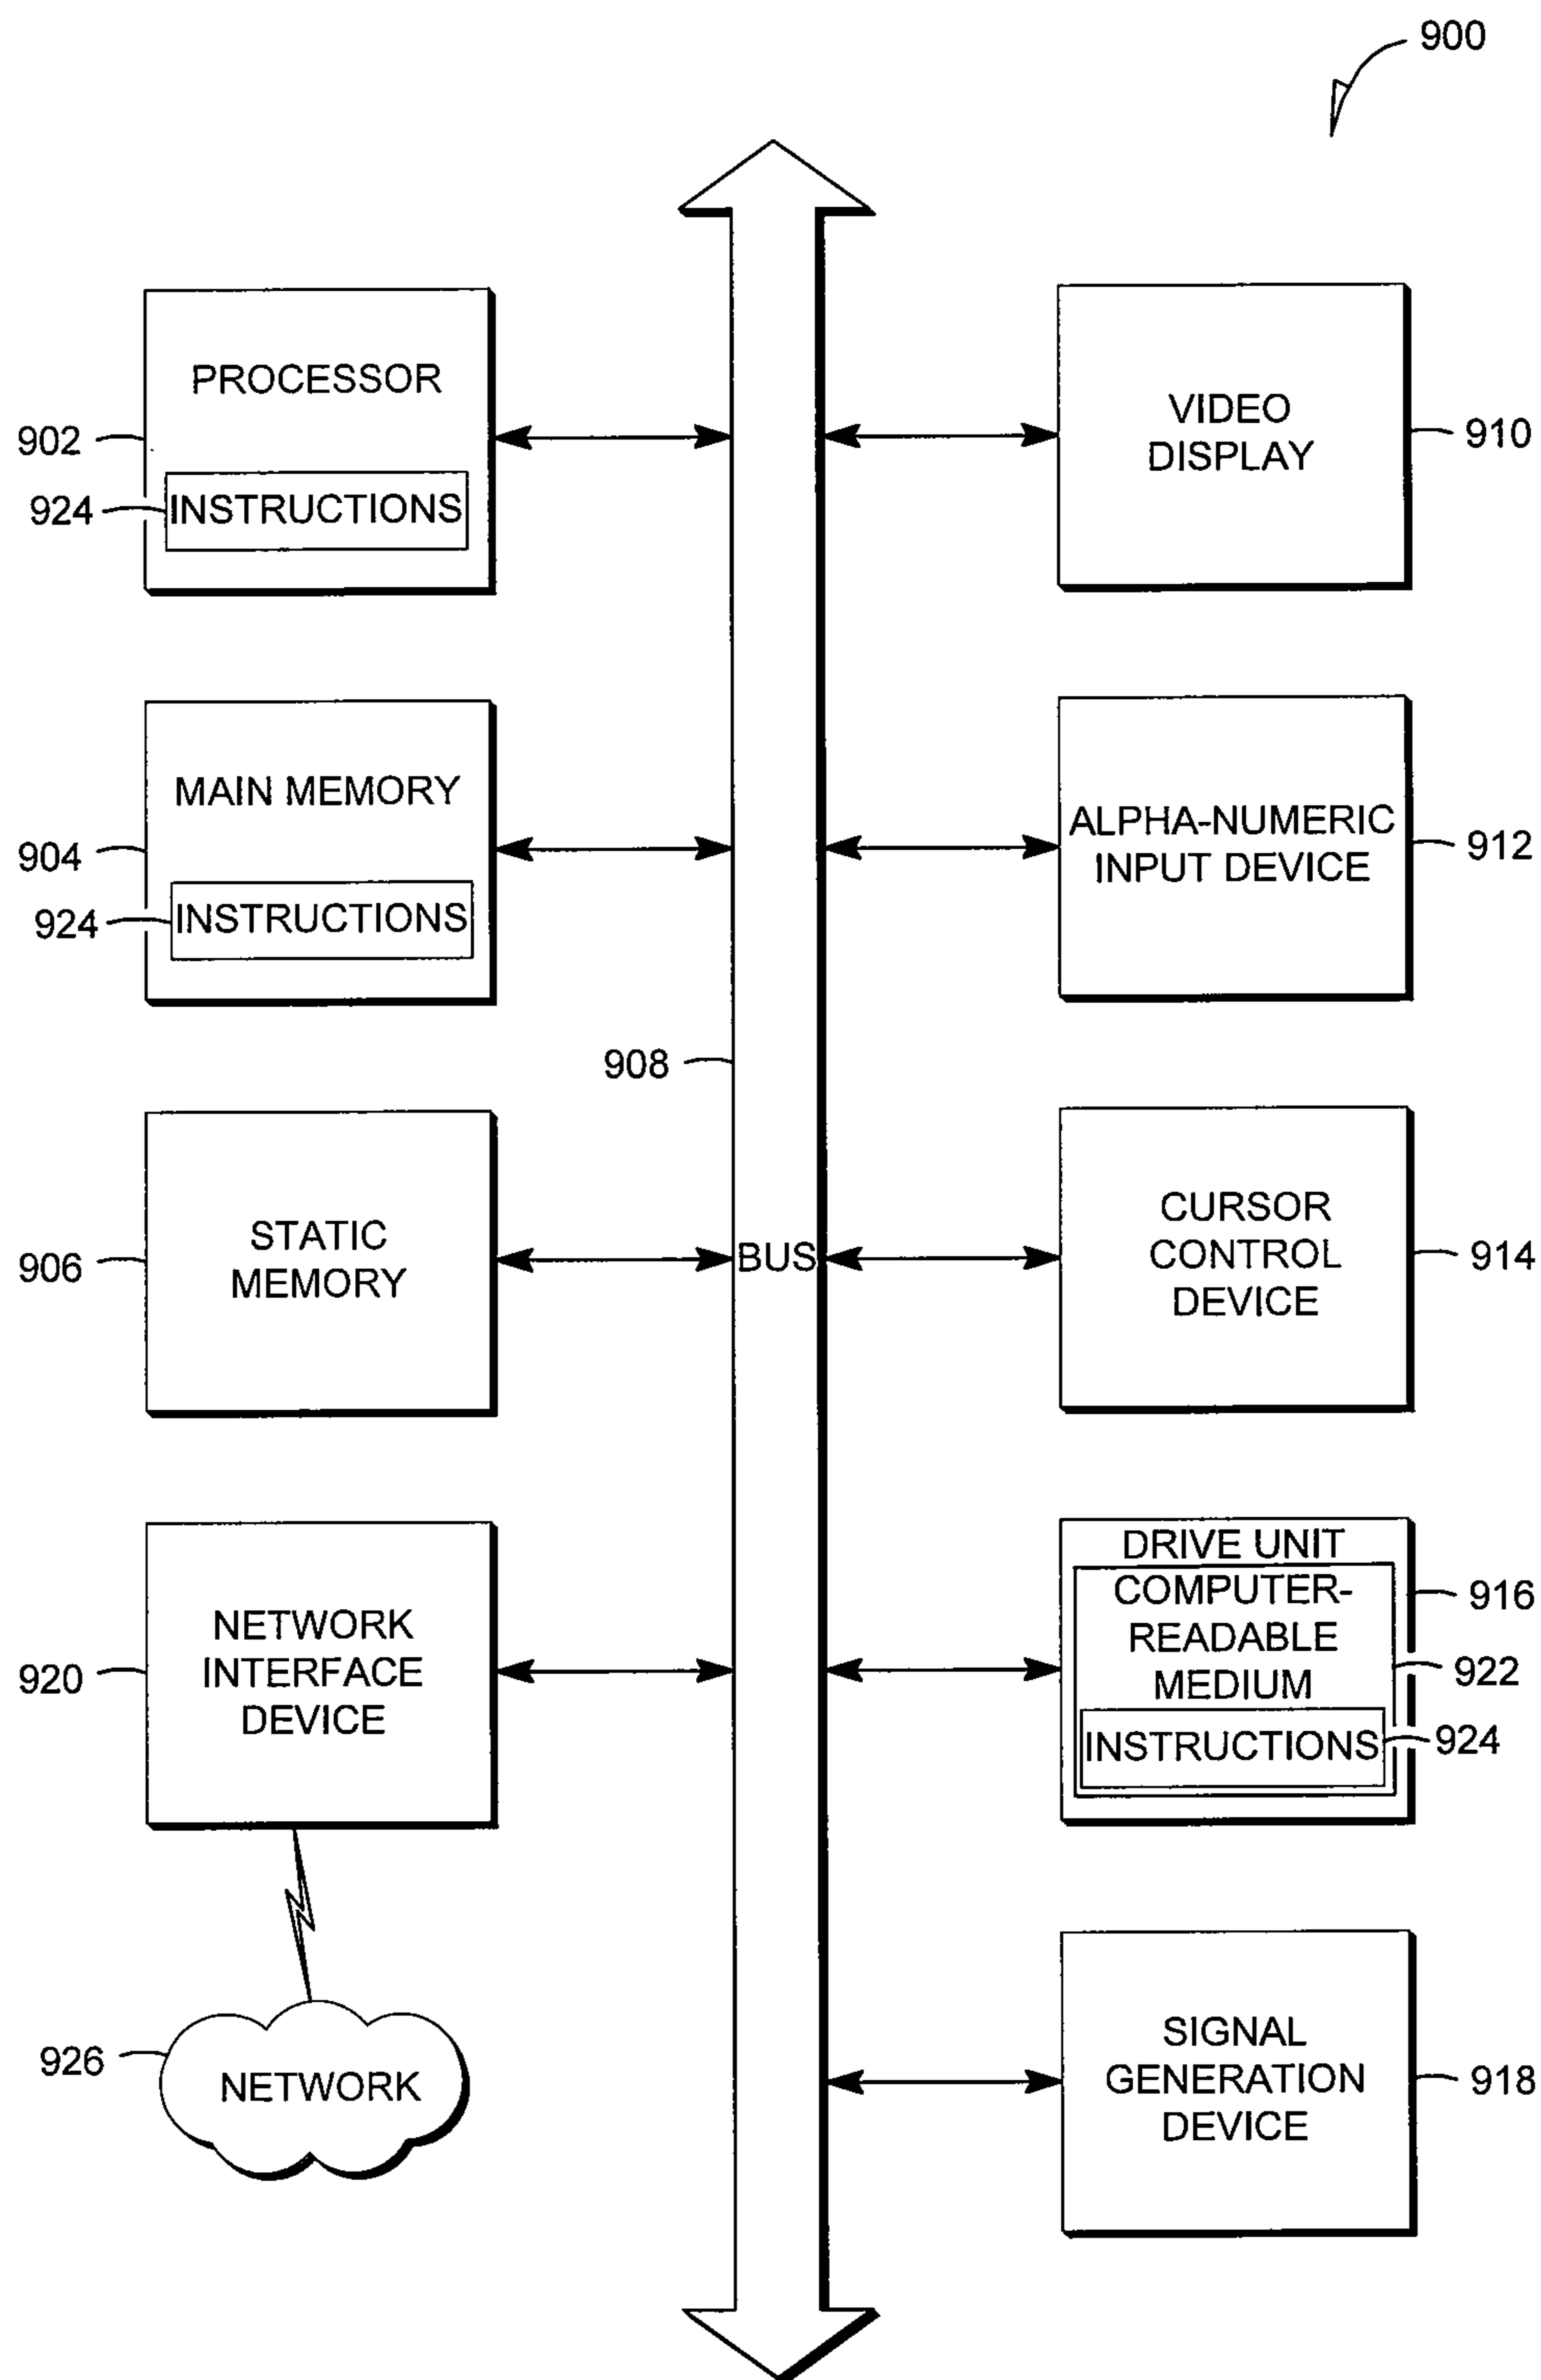 900
PROCESSOR
902
924
INSTRUCTIONS
VIDEO
DISPLAY
910
MAIN MEMORY
904
924
INSTRUCTIONS
ALPHA-NUMERIC
INPUT DEVICE
912
908
STATIC
MEMORY
906
BUS
CURSOR
CONTROL
DEVICE
914
NETWORK
INTERFACE
DEVICE
920
DRIVE UNIT
COMPUTER-
READABLE
MEDIUM
INSTRUCTIONS
916
922
924
926
NETWORK
SIGNAL
GENERATION
DEVICE
918